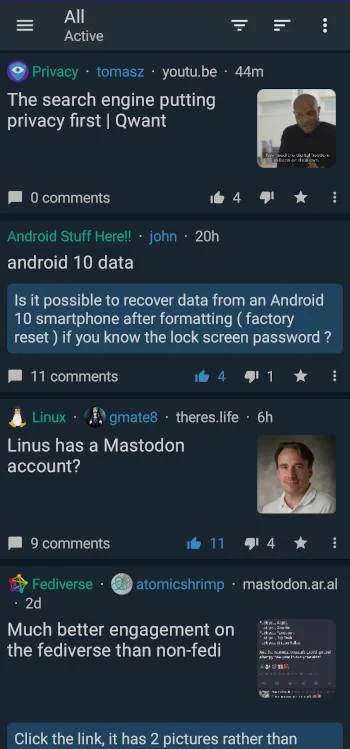 All
Active
Privacy · tomasz · youtu.be · 44m
The search engine putting
privacy first | Qwant
0 comments
4
Android Stuff Here!! · john · 20h
android 10 data
Is it possible to recover data from an Android
10 smartphone after formatting ( factory
reset ) if you know the lock screen password ?
11 comments
4
1
Linux · gmate8 · theres.life · 6h
Linus has a Mastodon
account?
9 comments
11
4
Fediverse · atomicshrimp · mastodon.ar.al
· 2d
Much better engagement on
the fediverse than non-fedi
Click the link, it has 2 pictures rather than